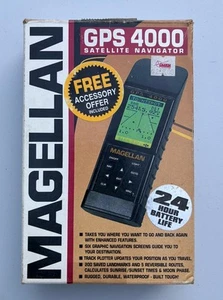 MAGELLAN
GPS 4000
SATELLITE NAVIGATOR
FREE
ACCESSORY
OFFER
INCLUDED
MAGELLAN
24
HOUR
BATTERY
LIFE
TAKES YOU WHERE YOU WANT TO GO AND BACK AGAIN
WITH ENHANCED FEATURES.
SIX GRAPHIC NAVIGATION SCREENS GUIDE YOU TO
YOUR DESTINATION.
TRACK PLOTTER UPDATES YOUR POSITION AS YOU TRAVEL.
200 SAVED LANDMARKS AND 5 REVERSIBLE ROUTES,
CALCULATES SUNRISE/SUNSET TIMES & MOON PHASE.
RUGGED, DURABLE, WATERPROOF - BUILT TOUGH